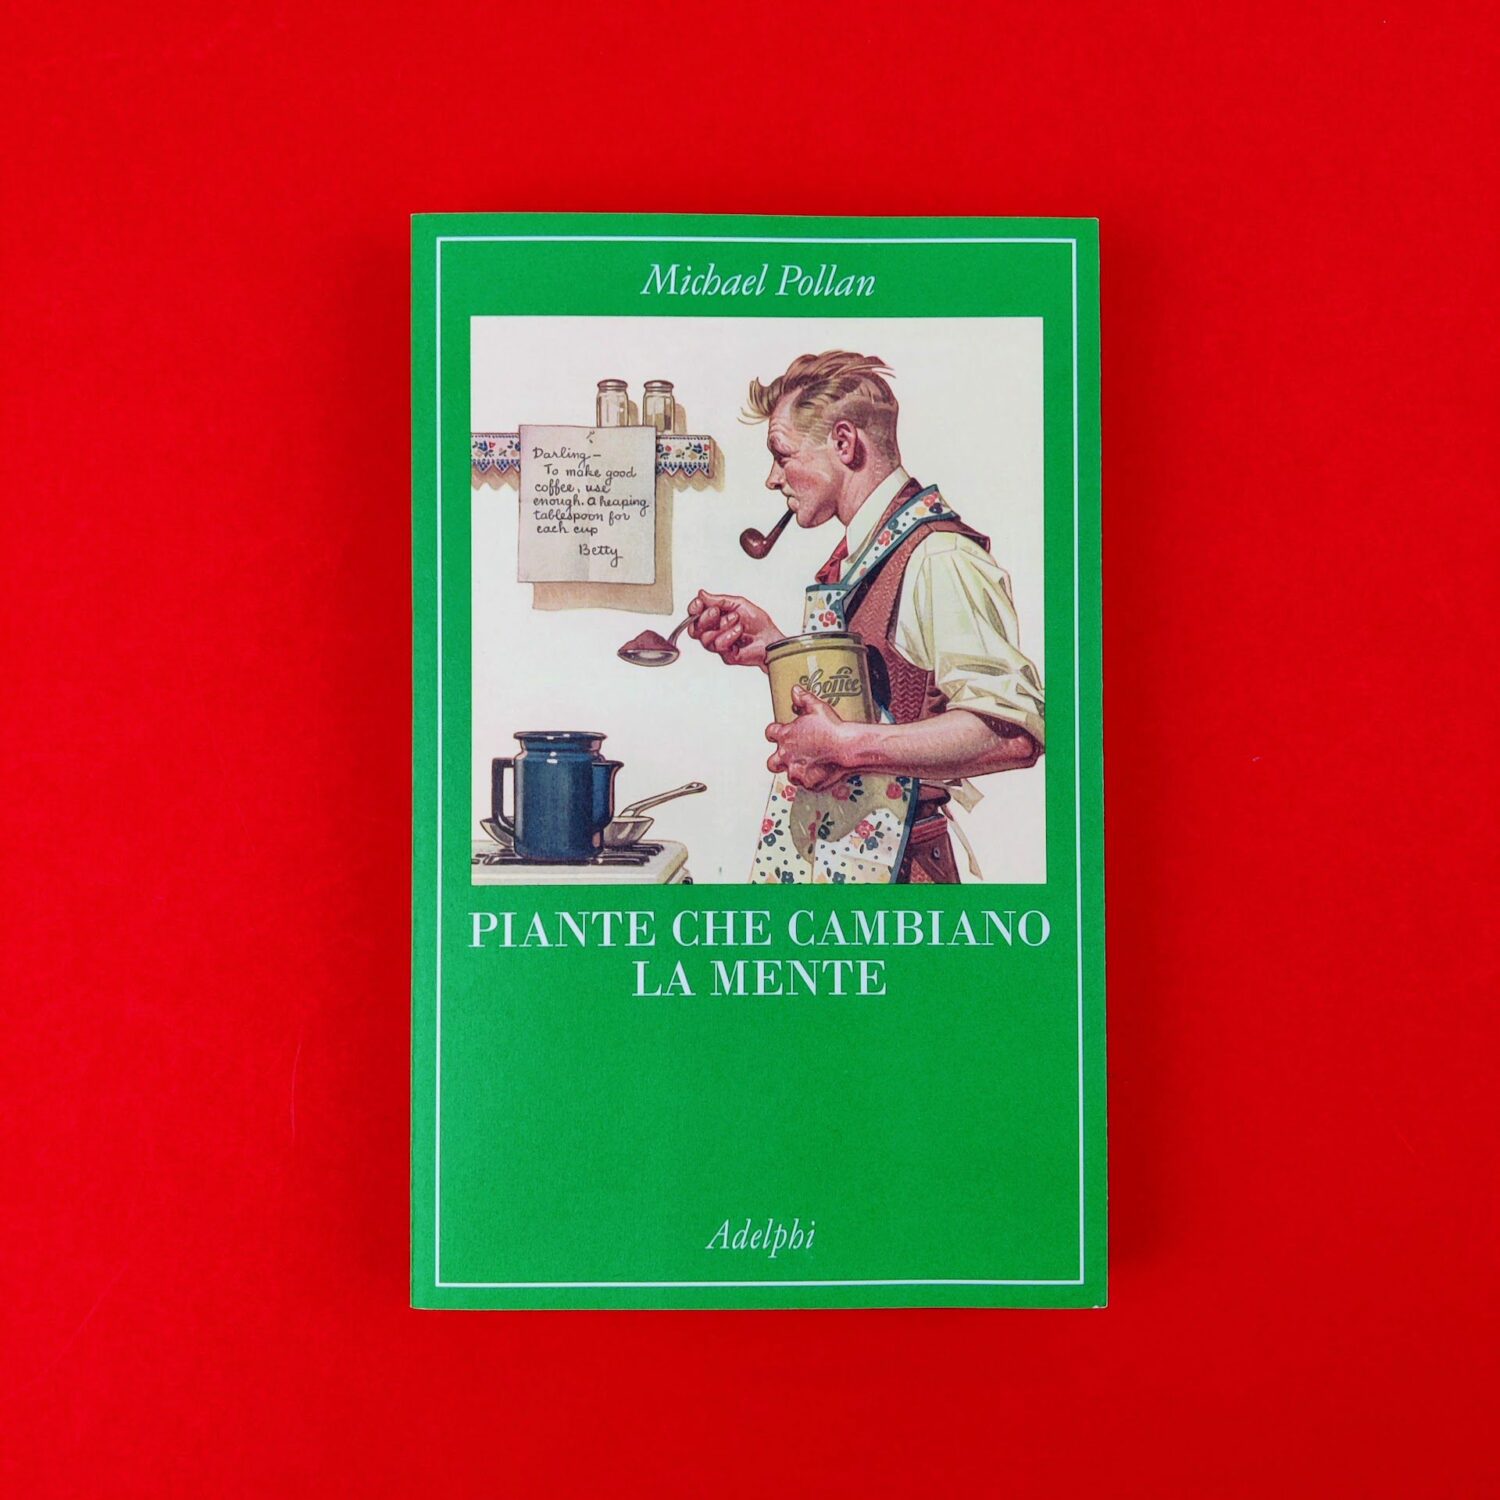 Michael Pollan
Darling –
To make good
coffee, use
enough. A heaping
tablespoon for
each cup
Betty
Coffee
PIANTE CHE CAMBIANO
LA MENTE
Adelphi